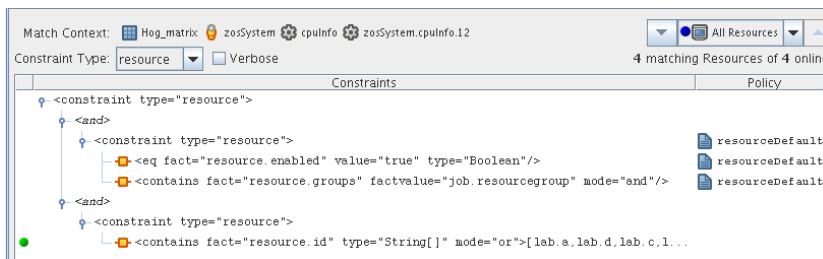 Match Context: Hog_matrix zosSystem cpuInfo zosSystem.cpuInfo.12 All Resources
Constraint Type: resource Verbose 4 matching Resources of 4 onlin
Constraints Policy
<constraint type="resource">
<and>
<constraint type="resource"> resourceDefault
<eq fact="resource.enabled" value="true" type="Boolean"/> resourceDefault
<contains fact="resource.groups" factvalue="job.resourcegroup" mode="and"/> resourceDefault
<and>
<constraint type="resource">
<contains fact="resource.id" type="String[]" mode="or">[lab.a,lab.d,lab.c,l...